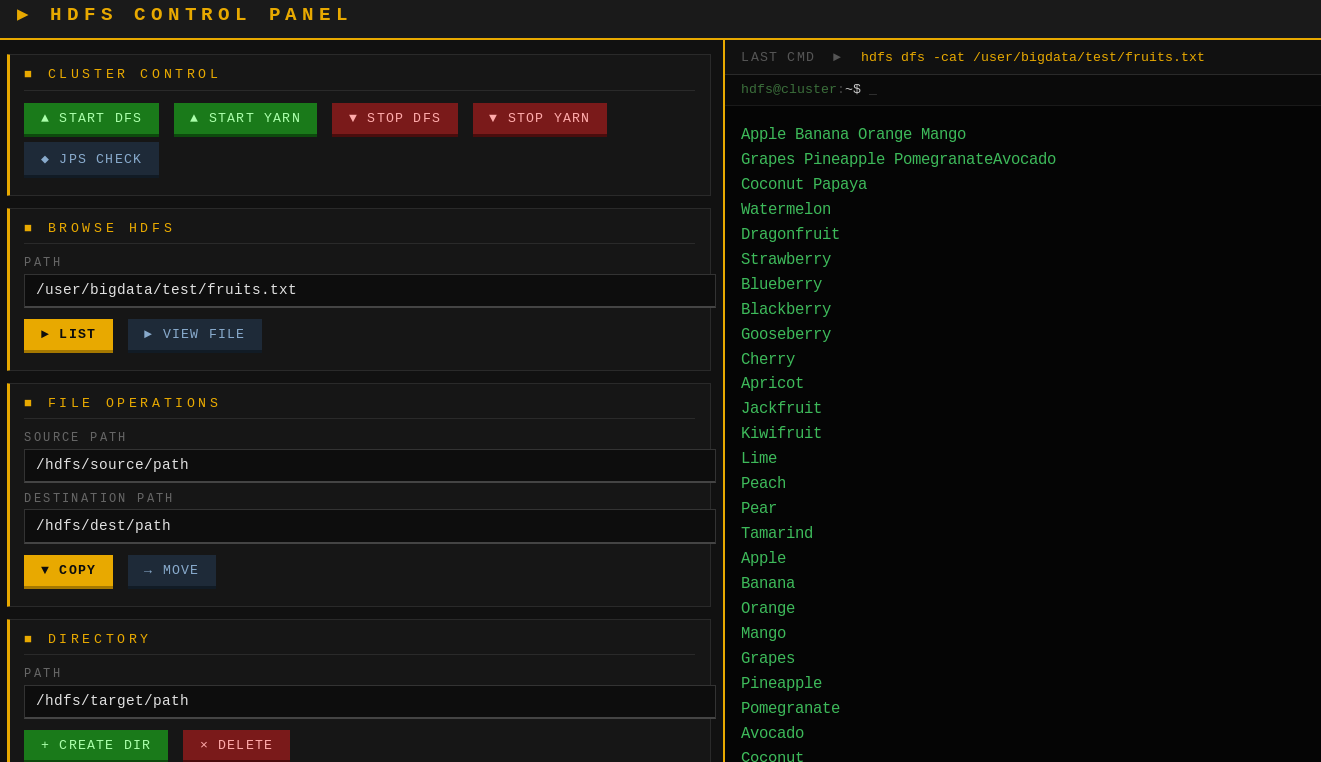 ► HDFS CONTROL PANEL
■ CLUSTER CONTROL
▲ START DFS ▲ START YARN ▼ STOP DFS ▼ STOP YARN
◆ JPS CHECK
■ BROWSE HDFS
PATH
/user/bigdata/test/fruits.txt
► LIST ► VIEW FILE
■ FILE OPERATIONS
SOURCE PATH
/hdfs/source/path
DESTINATION PATH
/hdfs/dest/path
▼ COPY → MOVE
■ DIRECTORY
PATH
/hdfs/target/path
+ CREATE DIR × DELETE
LAST CMD ► hdfs dfs -cat /user/bigdata/test/fruits.txt
hdfs@cluster:~$ _
Apple Banana Orange Mango
Grapes Pineapple PomegranateAvocado
Coconut Papaya
Watermelon
Dragonfruit
Strawberry
Blueberry
Blackberry
Gooseberry
Cherry
Apricot
Jackfruit
Kiwifruit
Lime
Peach
Pear
Tamarind
Apple
Banana
Orange
Mango
Grapes
Pineapple
Pomegranate
Avocado
Coconut